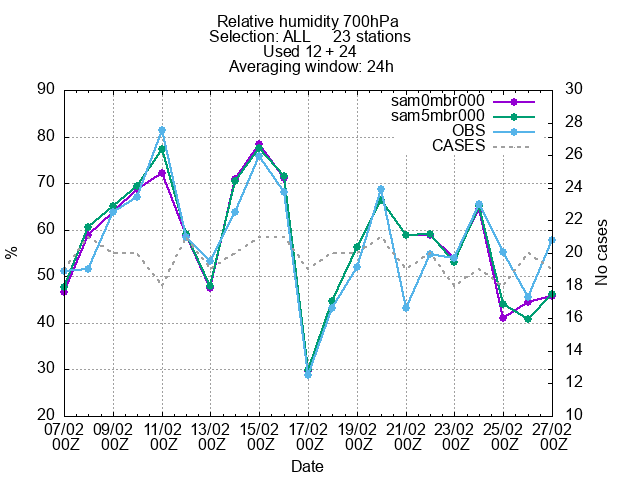 Relative humidity 700hPa
Selection: ALL 23 stations
Used 12 + 24
Averaging window: 24h
sam0mbr000
sam5mbr000
OBS
CASES
90
80
70
60
50
40
30
20
%
30
28
26
24
22
20
18
16
14
12
10
No cases
07/02 09/02 11/02 13/02 15/02 17/02 19/02 21/02 23/02 25/02 27/02
00Z 00Z 00Z 00Z 00Z 00Z 00Z 00Z 00Z 00Z 00Z
Date